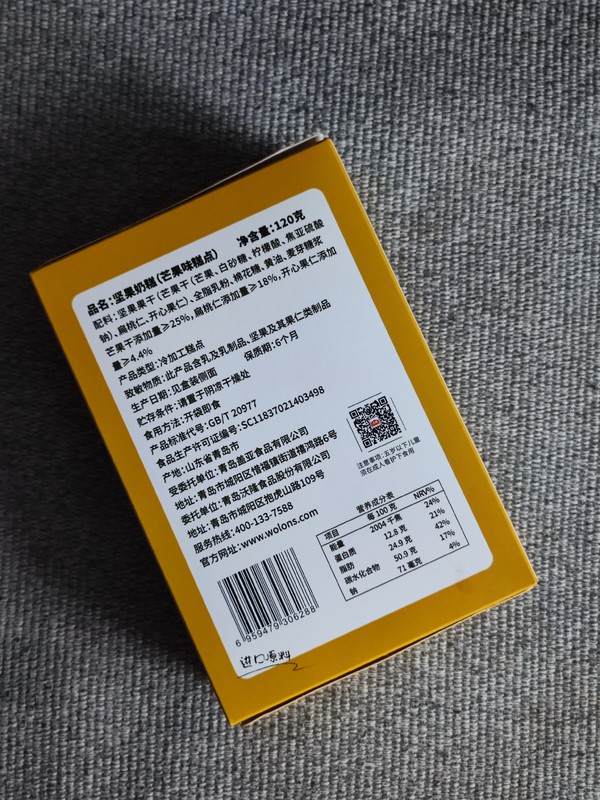 品名:坚果奶糕(芒果味糕点) 净含量:120克
配料:坚果果干(芒果干(芒果、白砂糖、柠檬酸、焦亚硫酸
钠)、扁桃仁、开心果仁)、全脂乳粉、棉花糖、黄油、麦芽糖浆
芒果干添加量≥25%,扁桃仁添加量≥18%,开心果仁添加
量≥4.4%
产品类型:冷加工糕点
致敏物质:此产品含乳及乳制品、坚果及其果仁类制品
生产日期:见盒装侧面 保质期:6个月
贮存条件:请置于阴凉干燥处
食用方法:开袋即食
产品标准代号:GB/T 20977
食品生产许可证编号:SC11837021403498
产地:山东省青岛市
受委托单位:青岛盖亚食品有限公司
地址:青岛市城阳区惜福镇街道福鸿路6号
委托单位:青岛沃隆食品股份有限公司
地址:青岛市城阳区抱虎山路109号
服务热线:400-133-7588
官方网址:www.wolons.com
注意事项:五岁以下儿童
须在成人看护下食用
营养成分表
项目 每 100 克 NRV%
能量 2004 千焦 24%
蛋白质 12.8 克 21%
脂肪 24.9 克 42%
碳水化合物 50.9 克 17%
钠 71 毫克 4%
6 959479 306288
进口原料